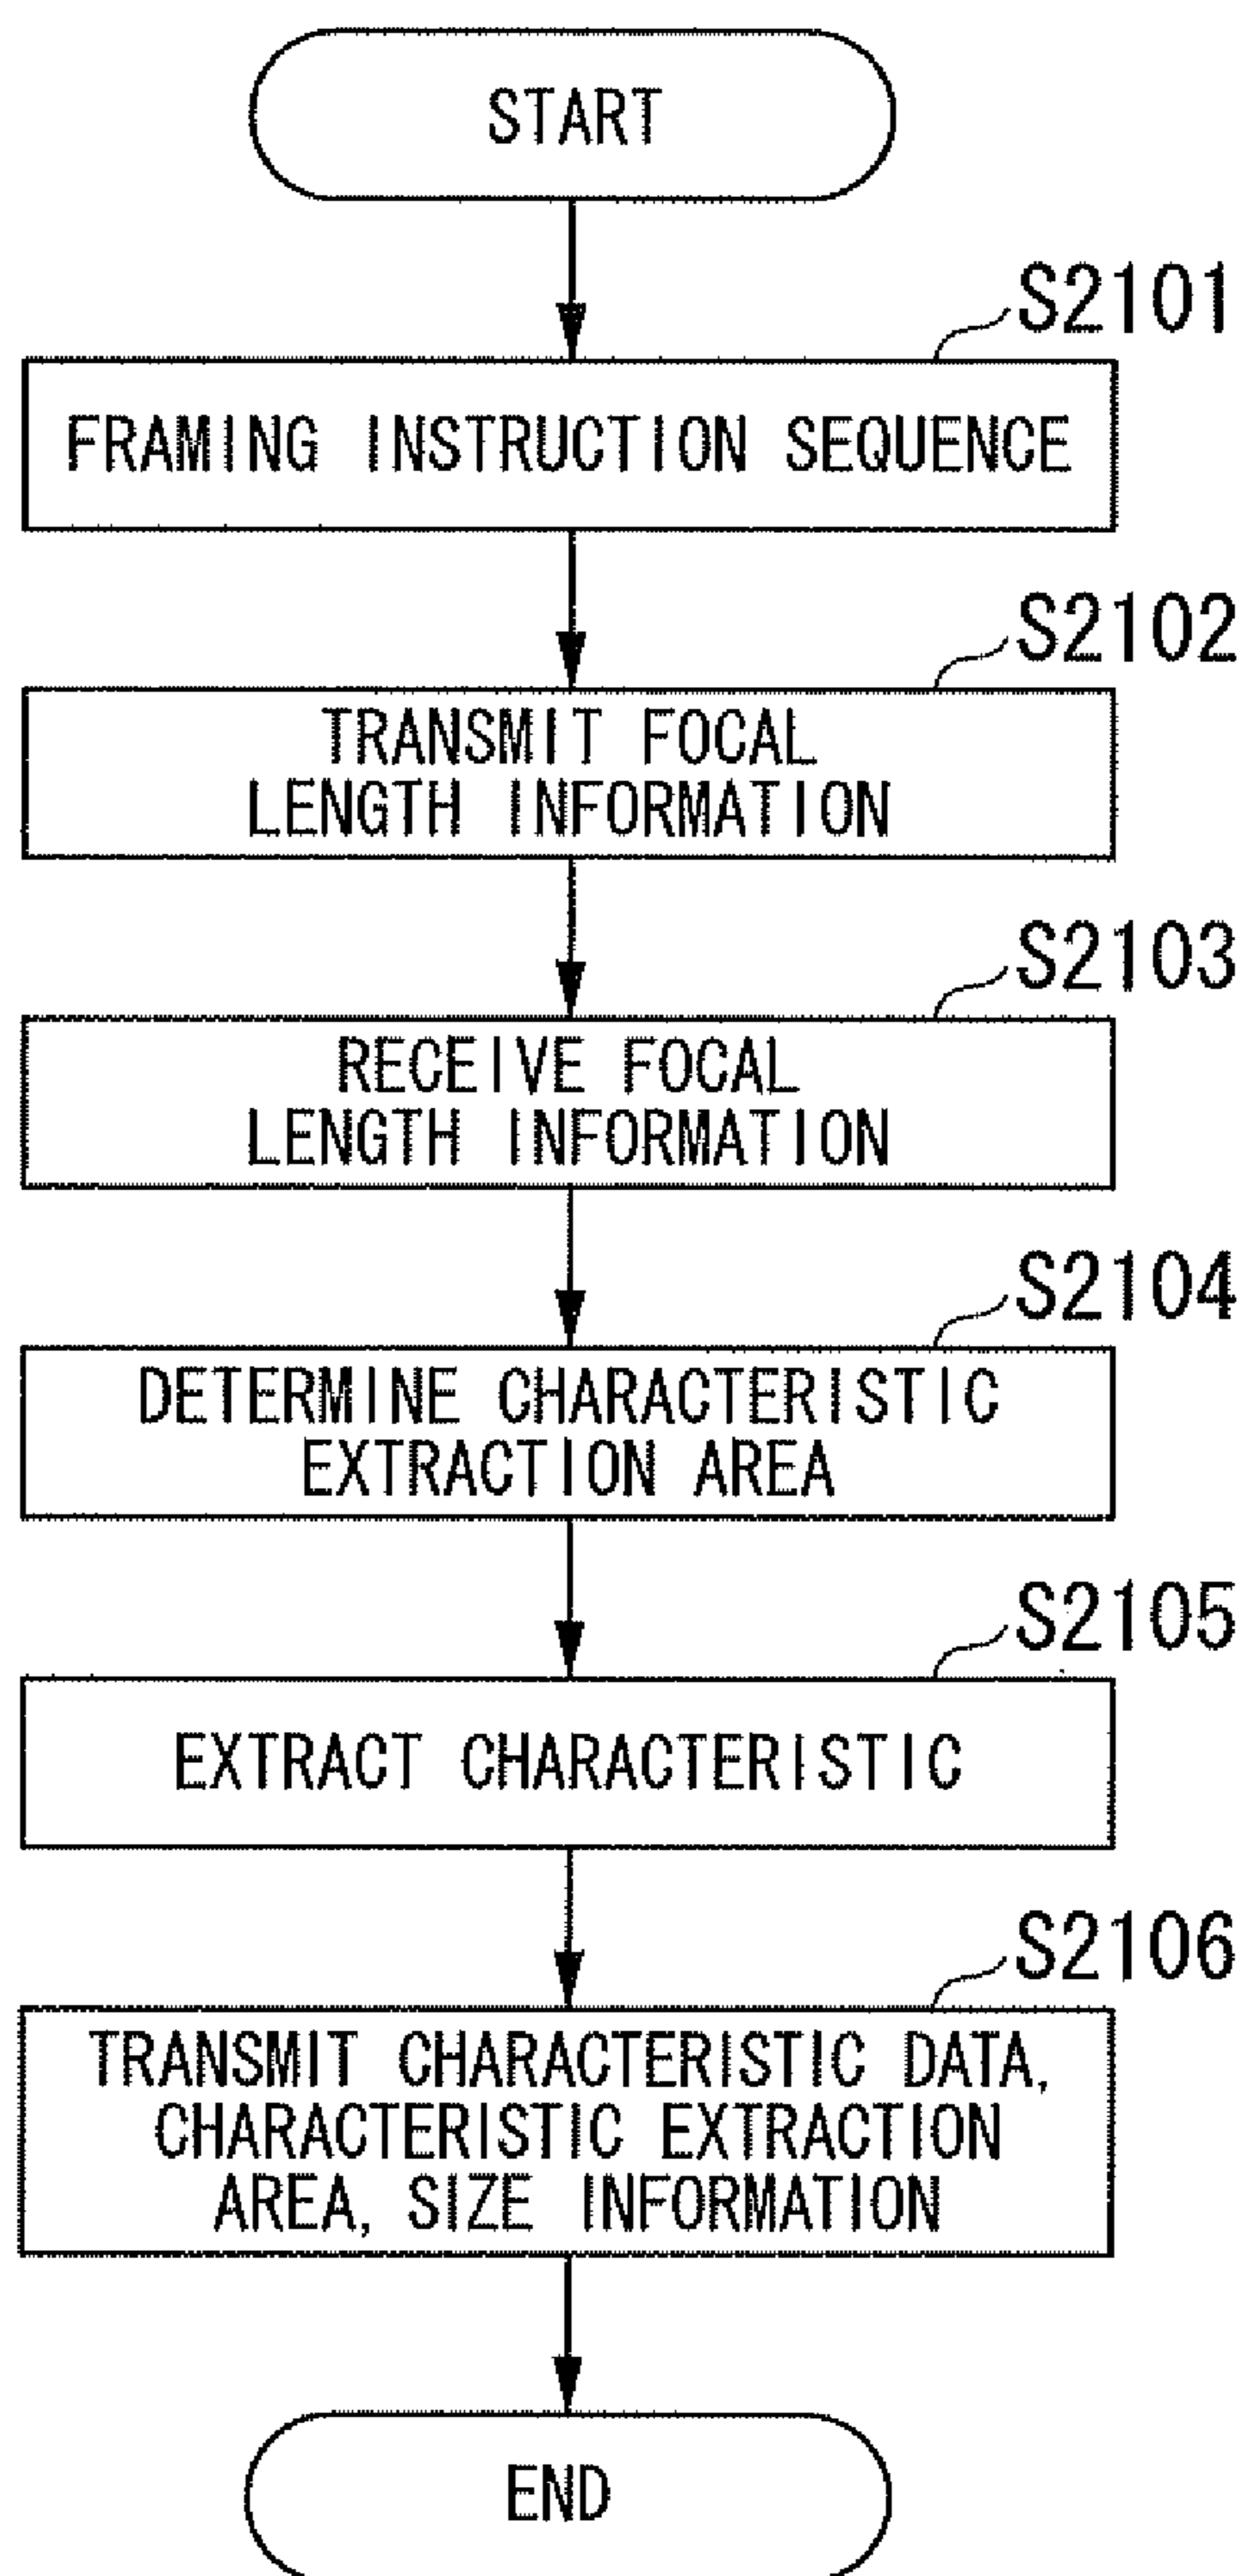 START
S2101
FRAMING INSTRUCTION SEQUENCE
S2102
TRANSMIT FOCAL
LENGTH INFORMATION
S2103
RECEIVE FOCAL
LENGTH INFORMATION
S2104
DETERMINE CHARACTERISTIC
EXTRACTION AREA
S2105
EXTRACT CHARACTERISTIC
S2106
TRANSMIT CHARACTERISTIC DATA,
CHARACTERISTIC EXTRACTION
AREA, SIZE INFORMATION
END